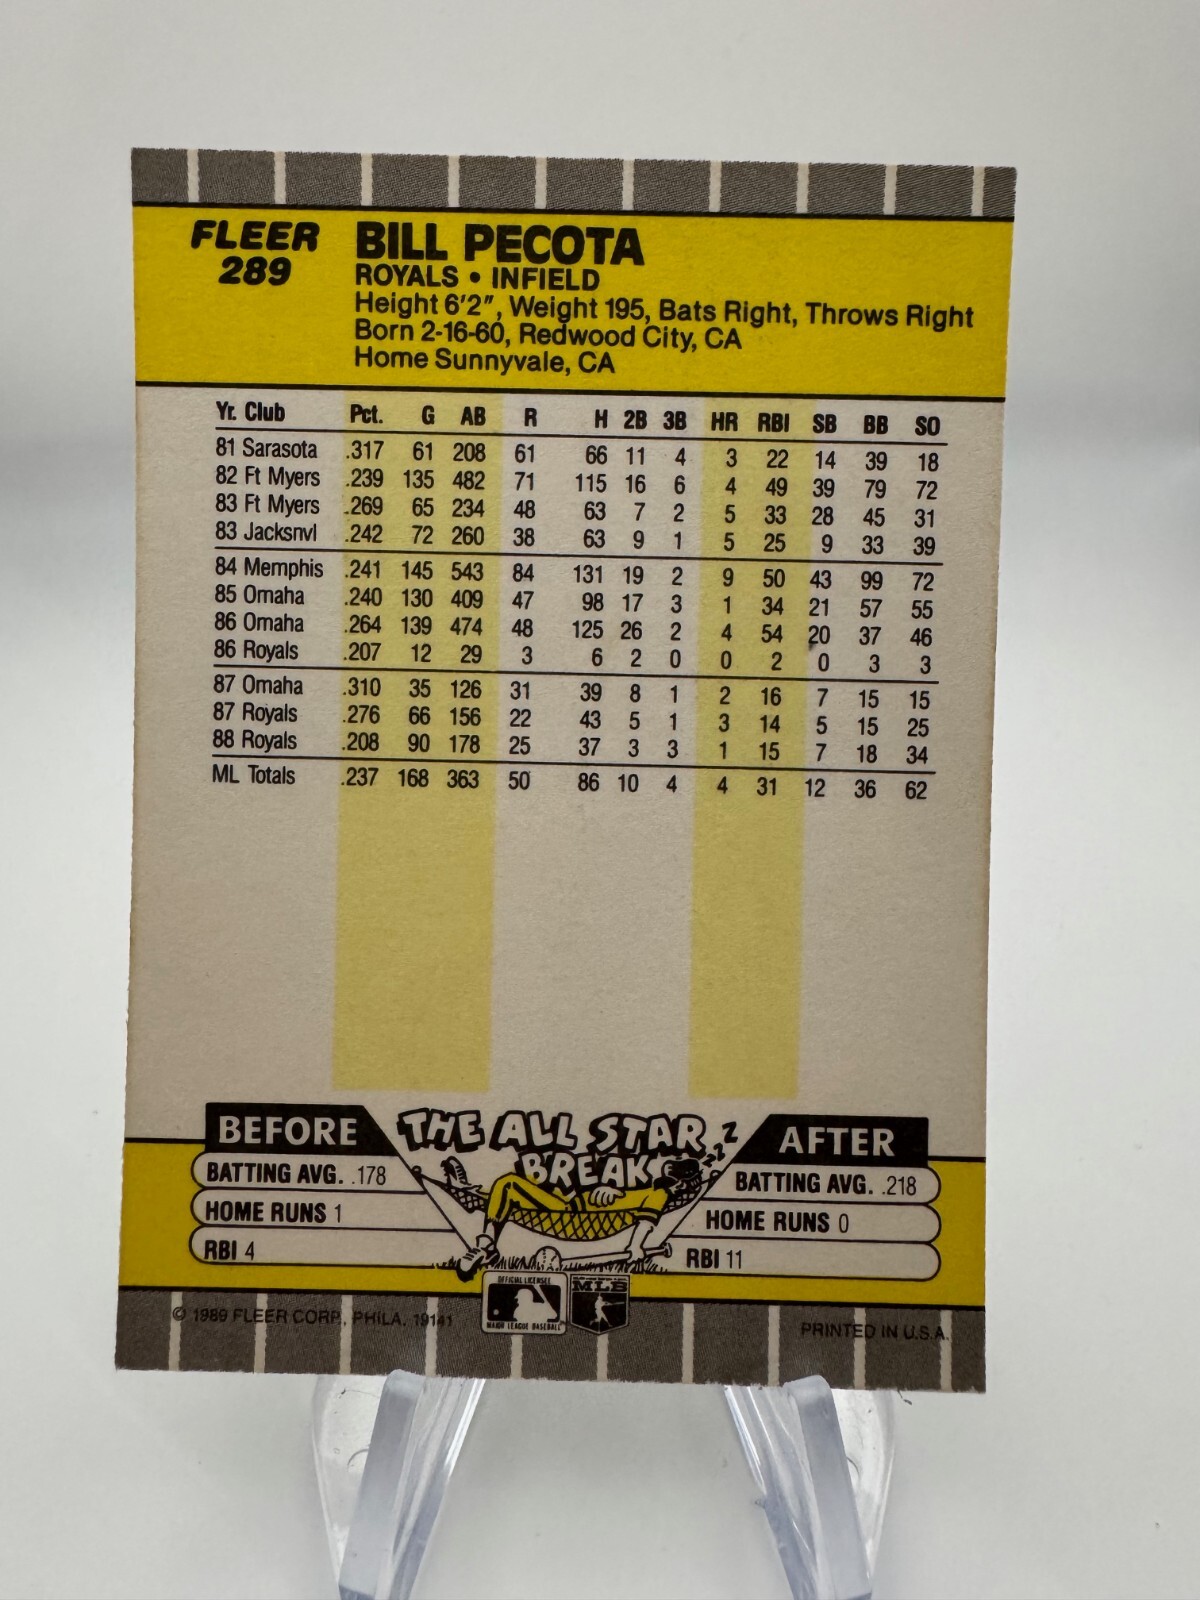 FLEER
289
BILL PECOTA
ROYALS • INFIELD
Height 6'2", Weight 195, Bats Right, Throws Right
Born 2-16-60, Redwood City, CA
Home Sunnyvale, CA
Yr. Club Pct. G AB R H 2B 3B HR RBI SB BB SO
81 Sarasota .317 61 208 61 66 11 4 3 22 14 39 18
82 Ft Myers .239 135 482 71 115 16 6 4 49 39 79 72
83 Ft Myers .269 65 234 48 63 7 2 5 33 28 45 31
83 Jacksnvl .242 72 260 38 63 9 1 5 25 9 33 39
84 Memphis .241 145 543 84 131 19 2 9 50 43 99 72
85 Omaha .240 130 409 47 98 17 3 1 34 21 57 55
86 Omaha .264 139 474 48 125 26 2 4 54 20 37 46
86 Royals .207 12 29 3 6 2 0 0 2 0 3 3
87 Omaha .310 35 126 31 39 8 1 2 16 7 15 15
87 Royals .276 66 156 22 43 5 1 3 14 5 15 25
88 Royals .208 90 178 25 37 3 3 1 15 7 18 34
ML Totals .237 168 363 50 86 10 4 4 31 12 36 62
BEFORE
BATTING AVG. .178
HOME RUNS 1
RBI 4
THE ALL STAR
BREAK
ZZZ
AFTER
BATTING AVG. .218
HOME RUNS 0
RBI 11
OFFICIAL LICENSEE
MAJOR LEAGUE BASEBALL
MLB
© 1989 FLEER CORP., PHILA. 19141
PRINTED IN U.S.A.